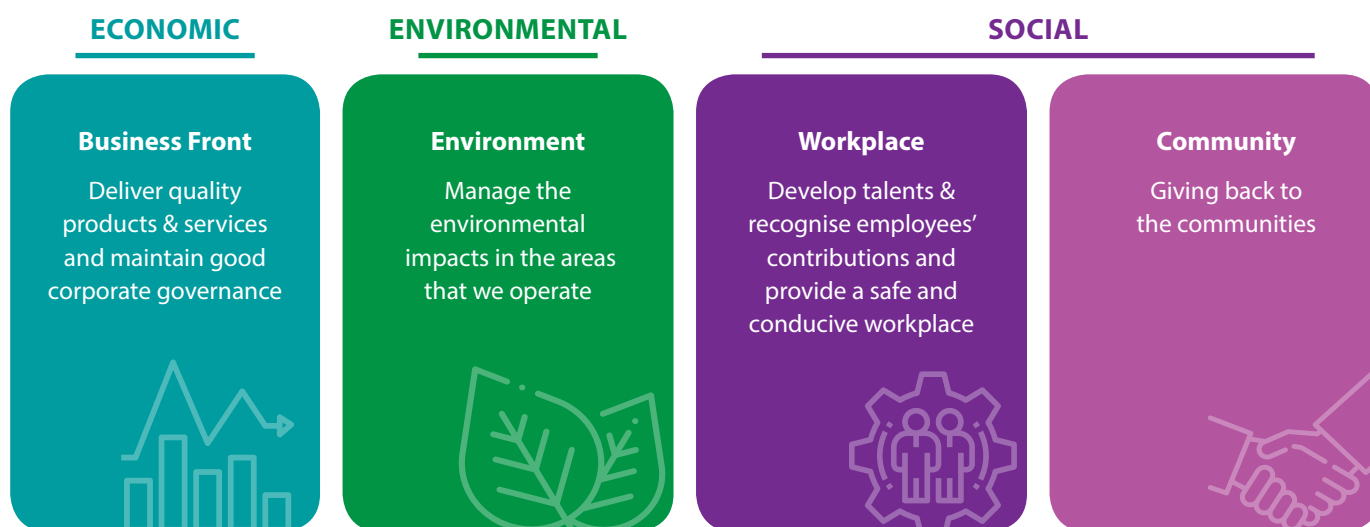 ECONOMIC
Business Front
Deliver quality
products & services
and maintain good
corporate governance
ENVIRONMENTAL
Environment
Manage the
environmental
impacts in the areas
that we operate
SOCIAL
Workplace
Develop talents &
recognise employees’
contributions and
provide a safe and
conducive workplace
Community
Giving back to
the communities